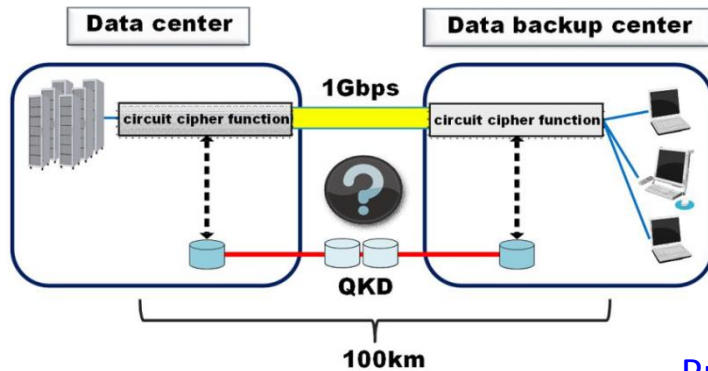 Data center
Data backup center
1Gbps
circuit cipher function
circuit cipher function
?
QKD
100km